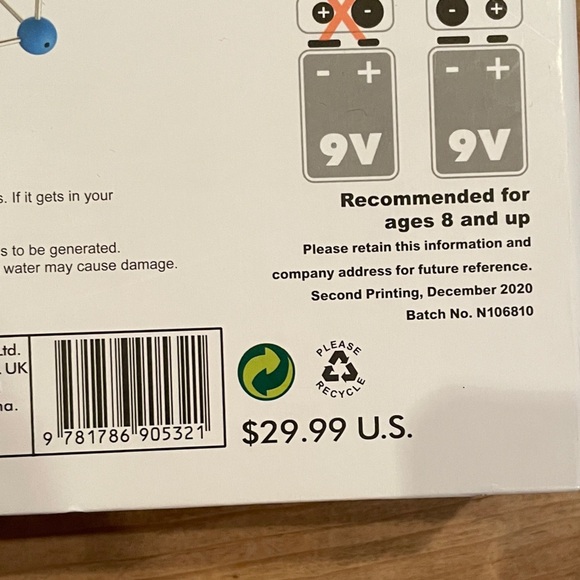 + -
- +
- +
- +
9V
9V
s. If it gets in your
Recommended for
ages 8 and up
s to be generated.
water may cause damage.
Please retain this information and
company address for future reference.
Second Printing, December 2020
Batch No. N106810
Ltd.
UK
na.
9 781786 905321
PLEASE
RECYCLE
$29.99 U.S.